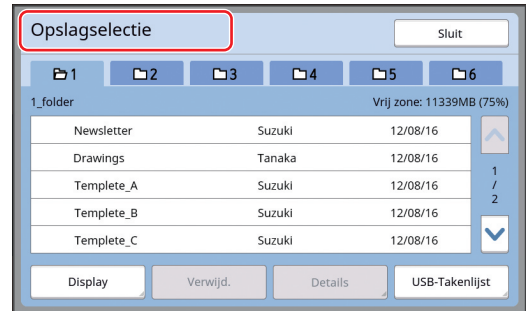 Opslagselectie
Sluit
1 2 3 4 5 6
1_folder Vrij zone: 11339MB (75%)
Newsletter Suzuki 12/08/16
Drawings Tanaka 12/08/16
Templete_A Suzuki 12/08/16
Templete_B Suzuki 12/08/16
Templete_C Suzuki 12/08/16
1
/
2
Display Verwijd. Details USB-Takenlijst